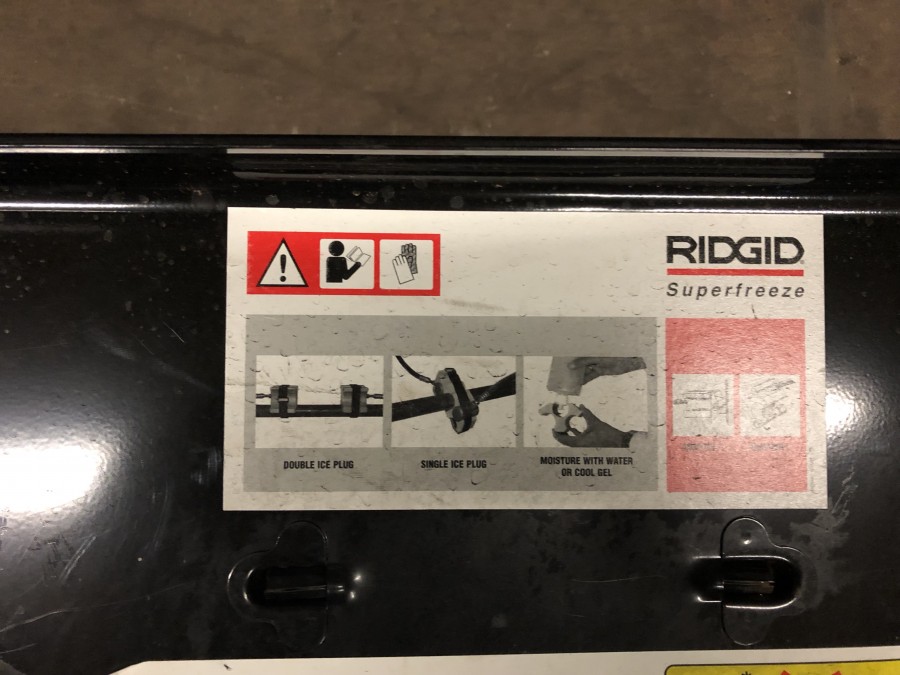 RIDGID
Superfreeze
DOUBLE ICE PLUG
SINGLE ICE PLUG
MOISTURE WITH WATER
OR COOL GEL